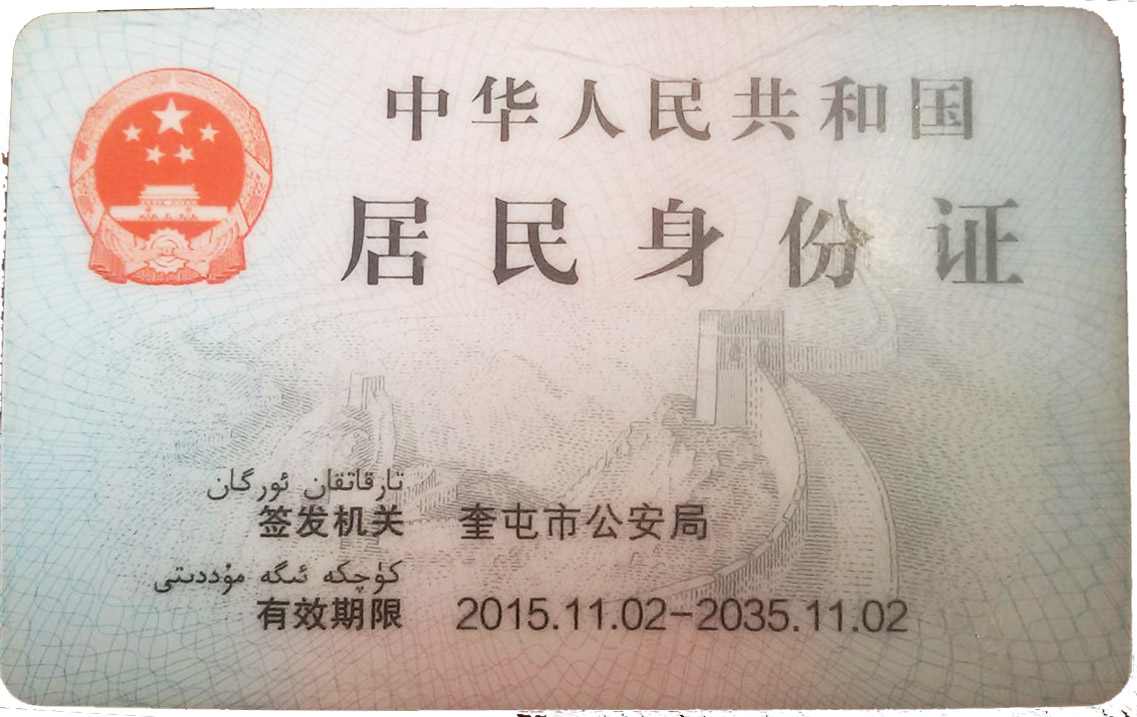 中华人民共和国
居民身份证
تارقاتقان ئورگان
签发机关 奎屯市公安局
كۈچكە ئىگە مۇددىتى
有效期限 2015.11.02-2035.11.02